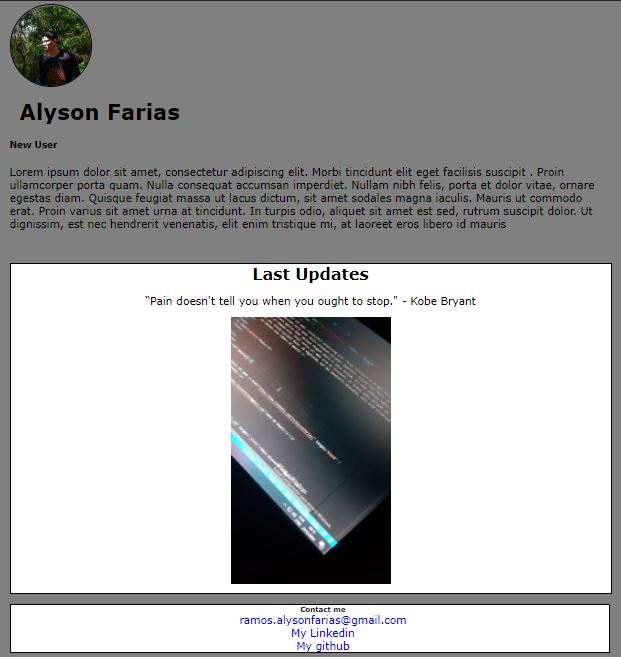 Alyson Farias
New User
Lorem ipsum dolor sit amet, consectetur adipiscing elit. Morbi tincidunt elit eget facilisis suscipit . Proin
ullamcorper porta quam. Nulla consequat accumsan imperdiet. Nullam nibh felis, porta et dolor vitae, ornare
egestas diam. Quisque feugiat massa ut lacus dictum, sit amet sodales magna iaculis. Mauris ut commodo
erat. Proin varius sit amet urna at tincidunt. In turpis odio, aliquet sit amet est sed, rutrum suscipit dolor. Ut
dignissim, est nec hendrerit venenatis, elit enim tristique mi, at laoreet eros libero id mauris
Last Updates
“Pain doesn't tell you when you ought to stop." - Kobe Bryant
Contact me
ramos.alysonfarias@gmail.com
My Linkedin
My github